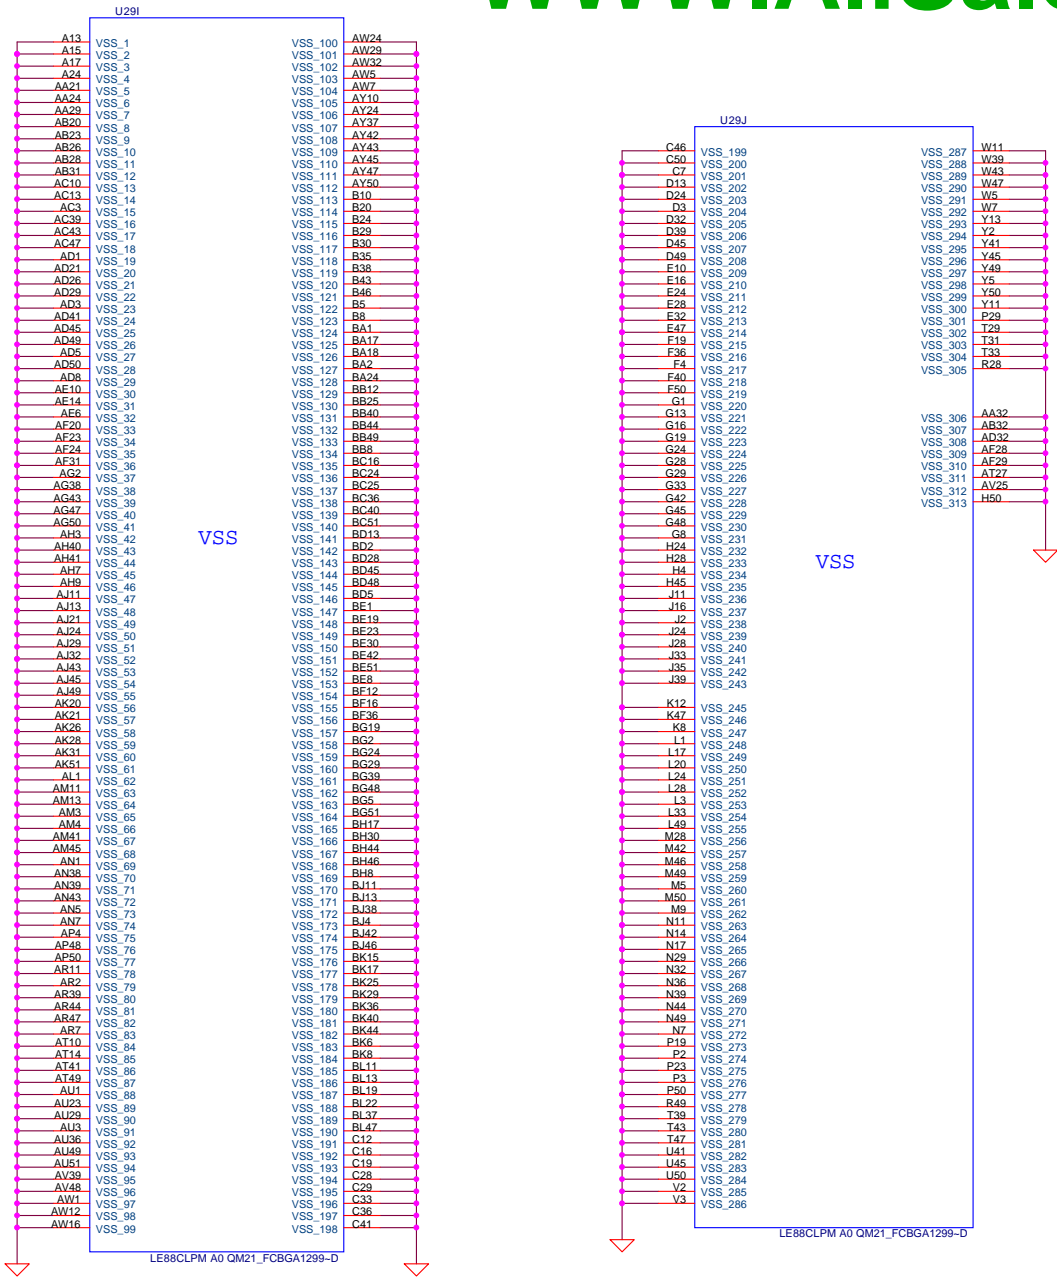 U29I
A13 VSS_1 VSS_100 AW24
A15 VSS_2 VSS_101 AW29
A17 VSS_3 VSS_102 AW32
A24 VSS_4 VSS_103 AW5
AA21 VSS_5 VSS_104 AW7
AA24 VSS_6 VSS_105 AY10
AA29 VSS_7 VSS_106 AY24
AB20 VSS_8 VSS_107 AY37
AB23 VSS_9 VSS_108 AY42
AB26 VSS_10 VSS_109 AY43
AB28 VSS_11 VSS_110 AY45
AB31 VSS_12 VSS_111 AY47
AC10 VSS_13 VSS_112 AY50
AC13 VSS_14 VSS_113 B10
AC3 VSS_15 VSS_114 B20
AC39 VSS_16 VSS_115 B24
AC43 VSS_17 VSS_116 B29
AC47 VSS_18 VSS_117 B30
AD1 VSS_19 VSS_118 B35
AD21 VSS_20 VSS_119 B38
AD26 VSS_21 VSS_120 B43
AD29 VSS_22 VSS_121 B46
AD3 VSS_23 VSS_122 B5
AD41 VSS_24 VSS_123 B8
AD45 VSS_25 VSS_124 BA1
AD49 VSS_26 VSS_125 BA17
AD5 VSS_27 VSS_126 BA18
AD50 VSS_28 VSS_127 BA2
AD8 VSS_29 VSS_128 BA24
AE10 VSS_30 VSS_129 BB12
AE14 VSS_31 VSS_130 BB25
AE6 VSS_32 VSS_131 BB40
AF20 VSS_33 VSS_132 BB44
AF23 VSS_34 VSS_133 BB49
AF24 VSS_35 VSS_134 BB8
AF31 VSS_36 VSS_135 BC16
AG2 VSS_37 VSS_136 BC24
AG38 VSS_38 VSS_137 BC25
AG43 VSS_39 VSS_138 BC36
AG47 VSS_40 VSS_139 BC40
AG50 VSS_41 VSS_140 BC51
AH3 VSS_42 VSS_141 BD13
VSS
AH40 VSS_43 VSS_142 BD2
AH41 VSS_44 VSS_143 BD28
AH7 VSS_45 VSS_144 BD45
AH9 VSS_46 VSS_145 BD48
AJ11 VSS_47 VSS_146 BD5
AJ13 VSS_48 VSS_147 BE1
AJ21 VSS_49 VSS_148 BE19
AJ24 VSS_50 VSS_149 BE23
AJ29 VSS_51 VSS_150 BE30
AJ32 VSS_52 VSS_151 BE42
AJ43 VSS_53 VSS_152 BE51
AJ45 VSS_54 VSS_153 BE8
AJ49 VSS_55 VSS_154 BF12
AK20 VSS_56 VSS_155 BF16
AK21 VSS_57 VSS_156 BF36
AK26 VSS_58 VSS_157 BG19
AK28 VSS_59 VSS_158 BG2
AK31 VSS_60 VSS_159 BG24
AK51 VSS_61 VSS_160 BG29
AL1 VSS_62 VSS_161 BG39
AM11 VSS_63 VSS_162 BG48
AM13 VSS_64 VSS_163 BG5
AM3 VSS_65 VSS_164 BG51
AM4 VSS_66 VSS_165 BH17
AM41 VSS_67 VSS_166 BH30
AM45 VSS_68 VSS_167 BH44
AN1 VSS_69 VSS_168 BH46
AN38 VSS_70 VSS_169 BH8
AN39 VSS_71 VSS_170 BJ11
AN43 VSS_72 VSS_171 BJ13
AN5 VSS_73 VSS_172 BJ38
AN7 VSS_74 VSS_173 BJ4
AP4 VSS_75 VSS_174 BJ42
AP48 VSS_76 VSS_175 BJ46
AP50 VSS_77 VSS_176 BK15
AR11 VSS_78 VSS_177 BK17
AR2 VSS_79 VSS_178 BK25
AR39 VSS_80 VSS_179 BK29
AR44 VSS_81 VSS_180 BK36
AR47 VSS_82 VSS_181 BK40
AR7 VSS_83 VSS_182 BK44
AT10 VSS_84 VSS_183 BK6
AT14 VSS_85 VSS_184 BK8
AT41 VSS_86 VSS_185 BL11
AT49 VSS_87 VSS_186 BL13
AU1 VSS_88 VSS_187 BL19
AU23 VSS_89 VSS_188 BL22
AU29 VSS_90 VSS_189 BL37
AU3 VSS_91 VSS_190 BL47
AU36 VSS_92 VSS_191 C12
AU49 VSS_93 VSS_192 C16
AU51 VSS_94 VSS_193 C19
AV39 VSS_95 VSS_194 C28
AV48 VSS_96 VSS_195 C29
AW1 VSS_97 VSS_196 C33
AW12 VSS_98 VSS_197 C36
AW16 VSS_99 VSS_198 C41
LE88CLPM A0 QM21_FCBGA1299~D
U29J
C46 VSS_199 VSS_287 W11
C50 VSS_200 VSS_288 W39
C7 VSS_201 VSS_289 W43
D13 VSS_202 VSS_290 W47
D24 VSS_203 VSS_291 W5
D3 VSS_204 VSS_292 W7
D32 VSS_205 VSS_293 Y13
D39 VSS_206 VSS_294 Y2
D45 VSS_207 VSS_295 Y41
D49 VSS_208 VSS_296 Y45
E10 VSS_209 VSS_297 Y49
E16 VSS_210 VSS_298 Y5
E24 VSS_211 VSS_299 Y50
E28 VSS_212 VSS_300 Y11
E32 VSS_213 VSS_301 P29
E47 VSS_214 VSS_302 T29
F19 VSS_215 VSS_303 T31
F36 VSS_216 VSS_304 T33
F4 VSS_217 VSS_305 R28
F40 VSS_218
F50 VSS_219
G1 VSS_220
G13 VSS_221 VSS_306 AA32
G16 VSS_222 VSS_307 AB32
G19 VSS_223 VSS_308 AD32
G24 VSS_224 VSS_309 AF28
G28 VSS_225 VSS_310 AF29
G29 VSS_226 VSS_311 AT27
G33 VSS_227 VSS_312 AV25
G42 VSS_228 VSS_313 H50
G45 VSS_229
G48 VSS_230
G8 VSS_231
H24 VSS_232
H28 VSS_233
VSS
H4 VSS_234
H45 VSS_235
J11 VSS_236
J16 VSS_237
J2 VSS_238
J24 VSS_239
J28 VSS_240
J33 VSS_241
J35 VSS_242
J39 VSS_243
K12 VSS_245
K47 VSS_246
K8 VSS_247
L1 VSS_248
L17 VSS_249
L20 VSS_250
L24 VSS_251
L28 VSS_252
L3 VSS_253
L33 VSS_254
L49 VSS_255
M28 VSS_256
M42 VSS_257
M46 VSS_258
M49 VSS_259
M5 VSS_260
M50 VSS_261
M9 VSS_262
N11 VSS_263
N14 VSS_264
N17 VSS_265
N29 VSS_266
N32 VSS_267
N36 VSS_268
N39 VSS_269
N44 VSS_270
N49 VSS_271
N7 VSS_272
P19 VSS_273
P2 VSS_274
P23 VSS_275
P3 VSS_276
P50 VSS_277
R49 VSS_278
T39 VSS_279
T43 VSS_280
T47 VSS_281
U41 VSS_282
U45 VSS_283
U50 VSS_284
V2 VSS_285
V3 VSS_286
LE88CLPM A0 QM21_FCBGA1299~D